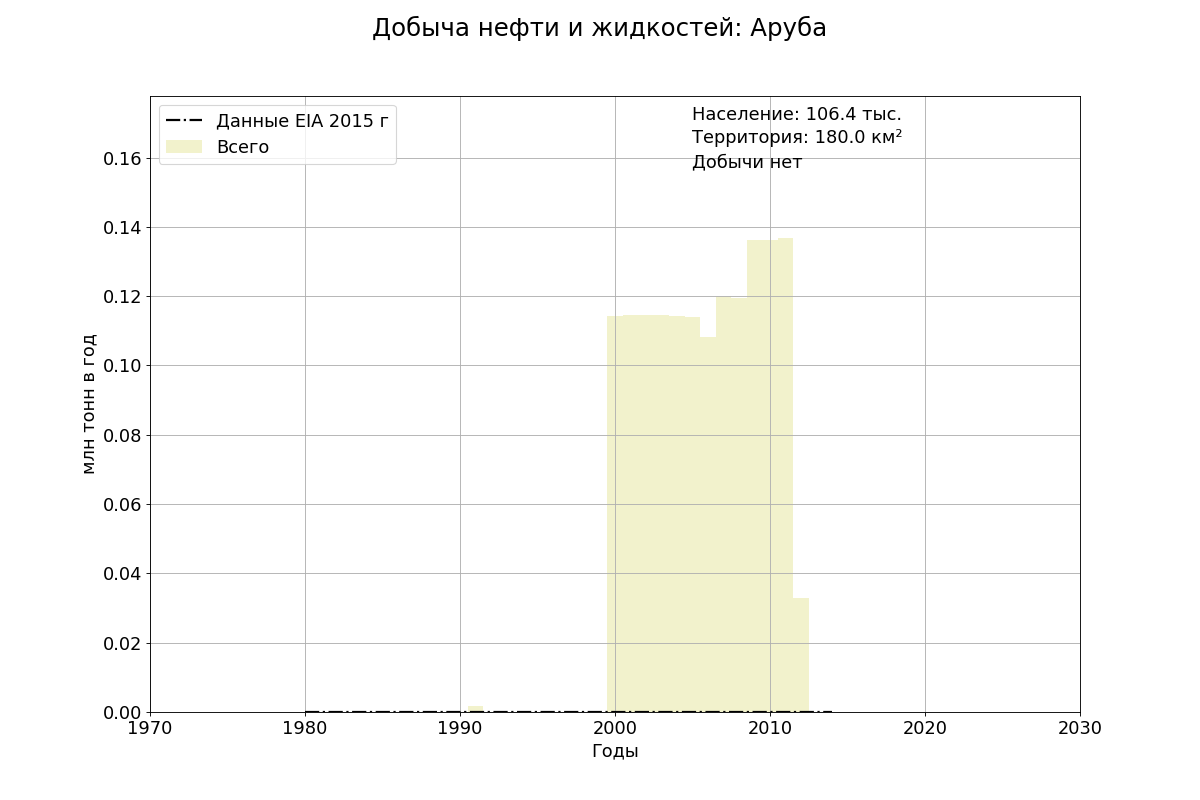 Добыча нефти и жидкостей: Аруба
Данные EIA 2015 г
Всего
Население: 106.4 тыс.
Территория: 180.0 км²
Добычи нет
млн тонн в год
0.16
0.14
0.12
0.10
0.08
0.06
0.04
0.02
0.00
1970 1980 1990 2000 2010 2020 2030
Годы